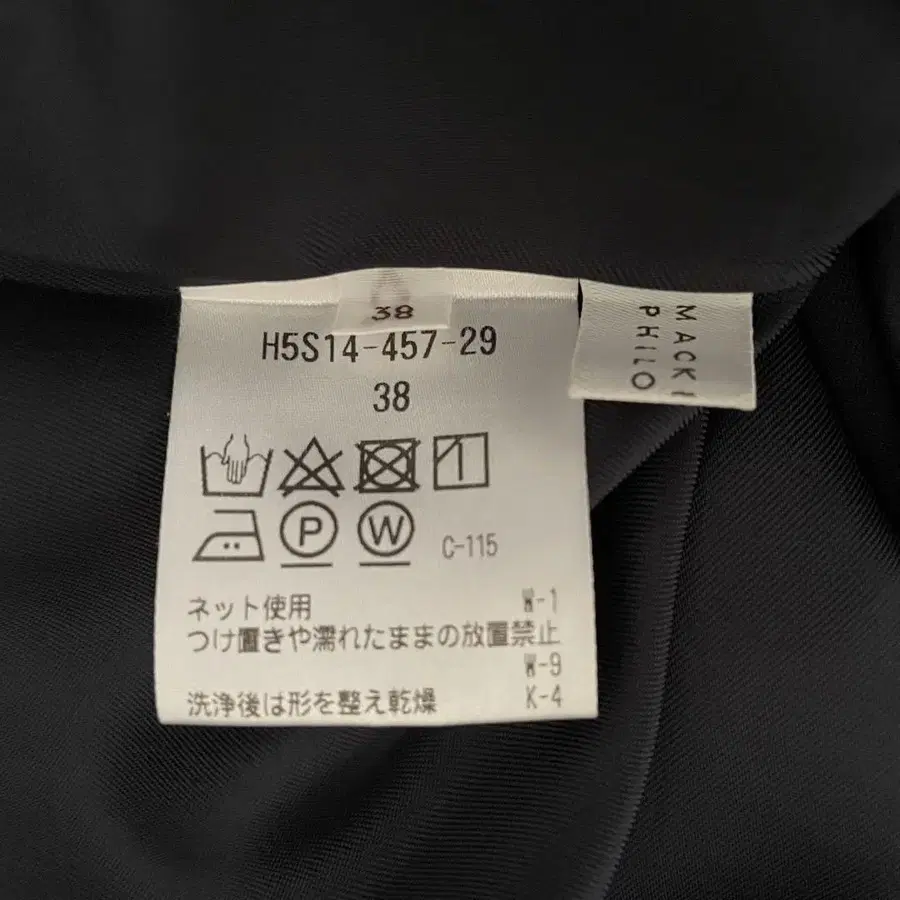 38
H5S14-457-29
38
P W C-115
ネット使用 W-1
つけ置きや濡れたままの放置禁止
W-9
洗浄後は形を整え乾燥 K-4
MACKI
PHILO